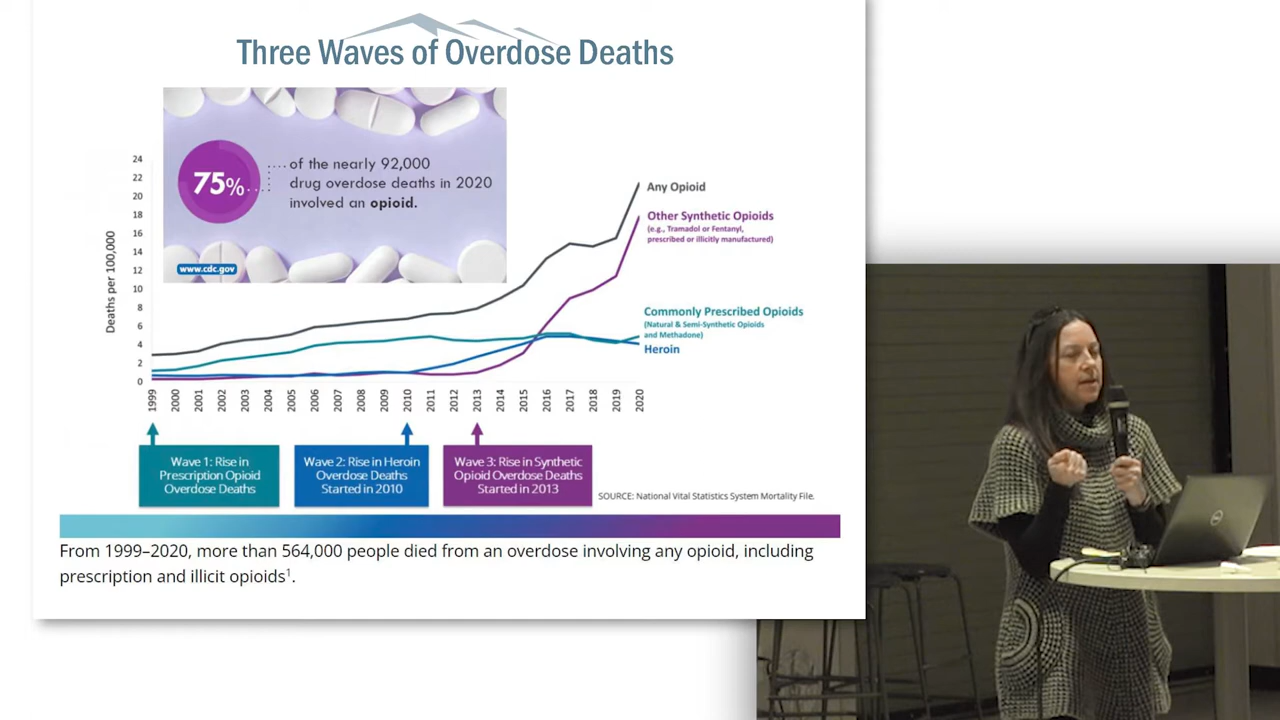 Three Waves of Overdose Deaths
75%
of the nearly 92,000
drug overdose deaths in 2020
involved an opioid.
www.cdc.gov
Deaths per 100,000
24
22
20
18
16
14
12
10
8
6
4
2
0
1999
2000
2001
2002
2003
2004
2005
2006
2007
2008
2009
2010
2011
2012
2013
2014
2015
2016
2017
2018
2019
2020
Any Opioid
Other Synthetic Opioids
(e.g., Tramadol or Fentanyl,
prescribed or illicitly manufactured)
Commonly Prescribed Opioids
(Natural & Semi-Synthetic Opioids
and Methadone)
Heroin
Wave 1: Rise in
Prescription Opioid
Overdose Deaths
Wave 2: Rise in Heroin
Overdose Deaths
Started in 2010
Wave 3: Rise in Synthetic
Opioid Overdose Deaths
Started in 2013
SOURCE: National Vital Statistics System Mortality File.
From 1999–2020, more than 564,000 people died from an overdose involving any opioid, including
prescription and illicit opioids¹.
DELL